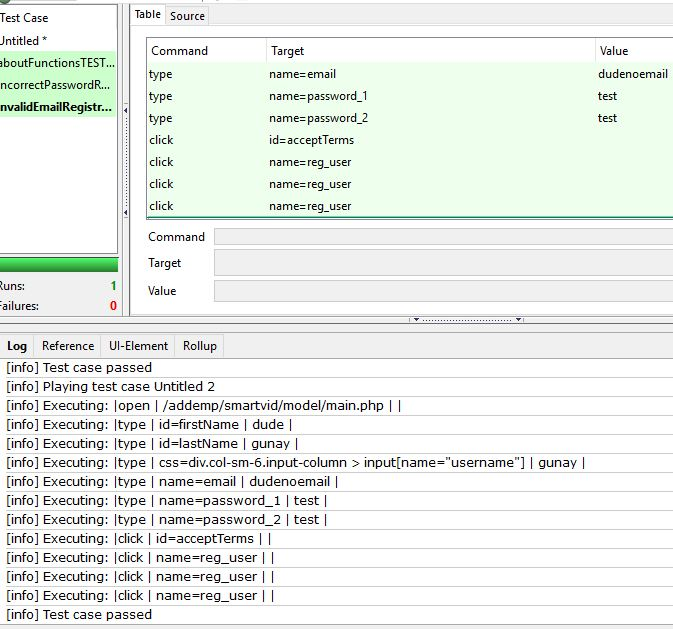 Test Case
Table Source
Untitled *
aboutFunctionsTEST...
ncorrectPasswordR...
nvalidEmailRegistr...
Command Target Value
type name=email dudenoemail
type name=password_1 test
type name=password_2 test
click id=acceptTerms
click name=reg_user
click name=reg_user
click name=reg_user
Command
Target
Value
Runs: 1
Failures: 0
Log Reference UI-Element Rollup
[info] Test case passed
[info] Playing test case Untitled 2
[info] Executing: |open | /addemp/smartvid/model/main.php | |
[info] Executing: |type | id=firstName | dude |
[info] Executing: |type | id=lastName | gunay |
[info] Executing: |type | css=div.col-sm-6.input-column > input[name="username"] | gunay |
[info] Executing: |type | name=email | dudenoemail |
[info] Executing: |type | name=password_1 | test |
[info] Executing: |type | name=password_2 | test |
[info] Executing: |click | id=acceptTerms | |
[info] Executing: |click | name=reg_user | |
[info] Executing: |click | name=reg_user | |
[info] Executing: |click | name=reg_user | |
[info] Test case passed